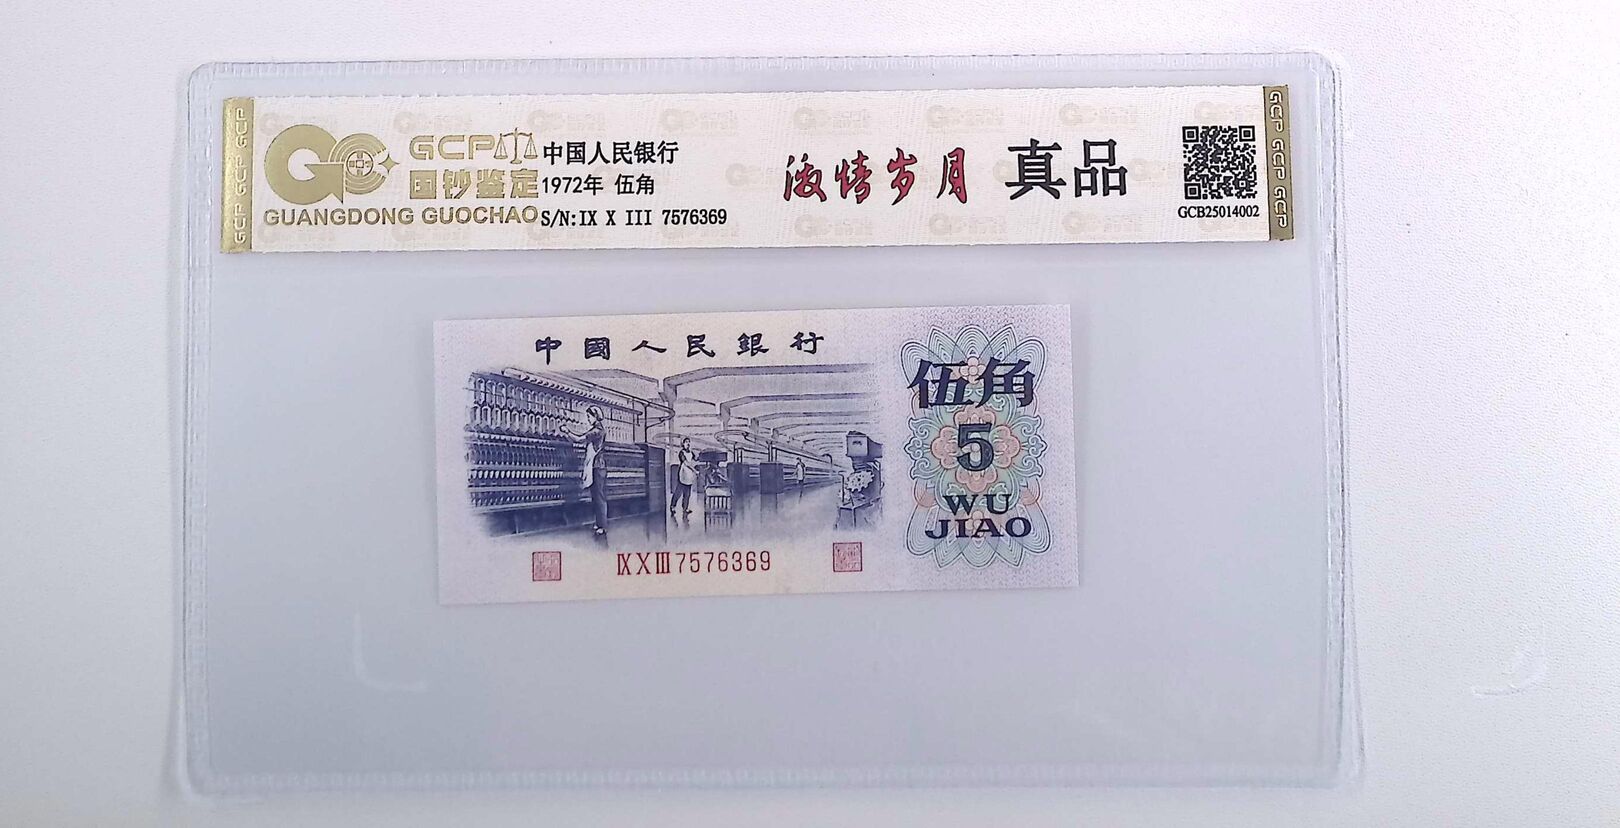 GCP GCP GCP
GCP
国钞鉴定
GUANGDONG GUOCHAO
中国人民银行
1972年 伍角
S/N:IX X III 7576369
激情岁月
真品
GCB25014002
GCP GCP GCP
中國人民銀行
伍角
5
WU
JIAO
ⅨⅩⅢ7576369